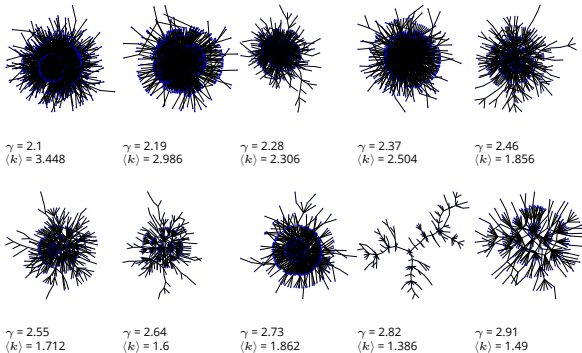 γ = 2.1
⟨k⟩ = 3.448
γ = 2.19
⟨k⟩ = 2.986
γ = 2.28
⟨k⟩ = 2.306
γ = 2.37
⟨k⟩ = 2.504
γ = 2.46
⟨k⟩ = 1.856
γ = 2.55
⟨k⟩ = 1.712
γ = 2.64
⟨k⟩ = 1.6
γ = 2.73
⟨k⟩ = 1.862
γ = 2.82
⟨k⟩ = 1.386
γ = 2.91
⟨k⟩ = 1.49